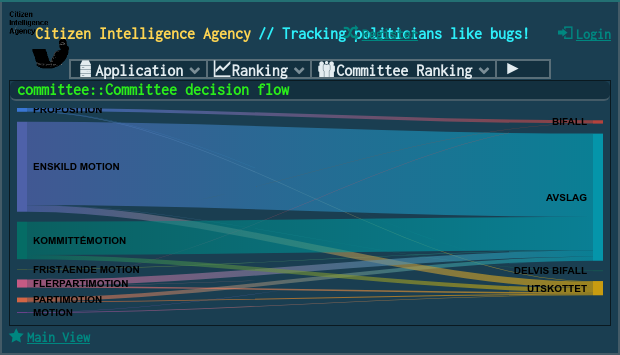 Citizen
Intelligence
Agency
Citizen Intelligence Agency // Tracking politicians like bugs!
Register
Login
Application
Ranking
Committee Ranking
committee::Committee decision flow
PROPOSITION
BIFALL
ENSKILD MOTION
AVSLAG
KOMMITTÉMOTION
FRISTÅENDE MOTION
DELVIS BIFALL
FLERPARTIMOTION
UTSKOTTET
PARTIMOTION
MOTION
Main View